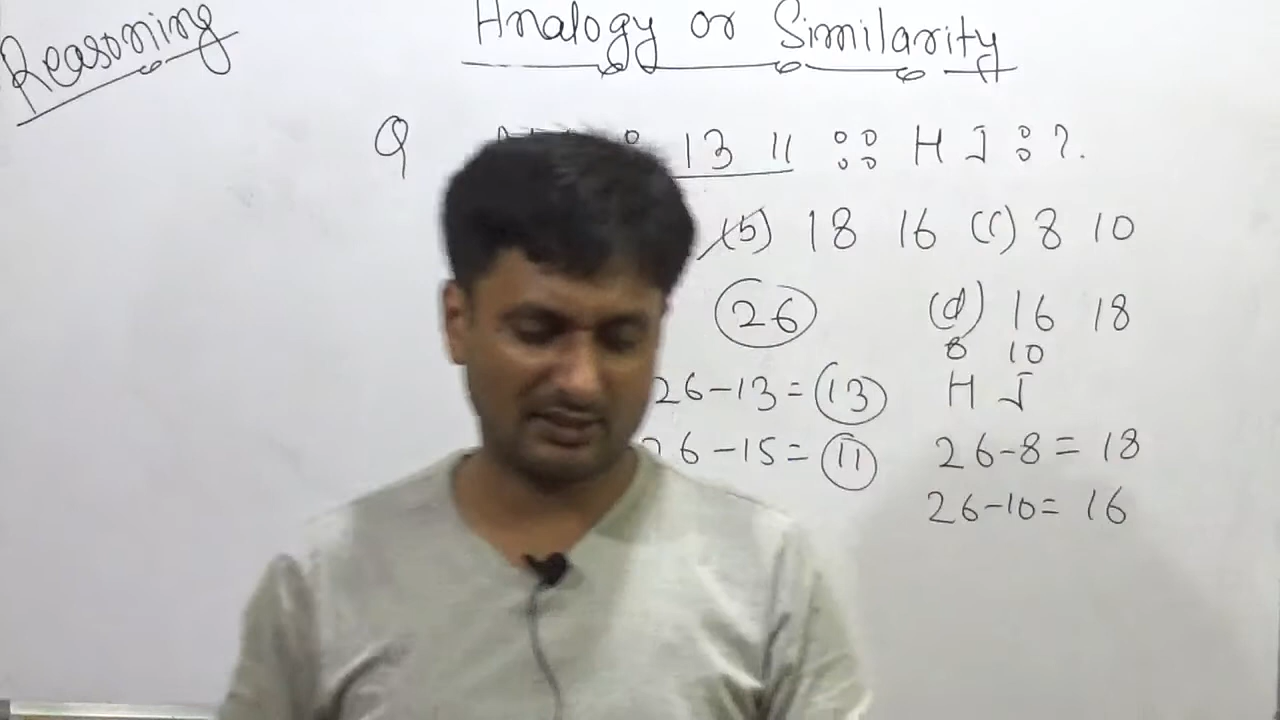 Reasoning
Analogy or Similarity
Q : 13 11 :: H J : ?.
(b) 18 16 (c) 8 10
26 (d) 16 18
8 10
26-13=13 H J
26-15=11 26-8=18
26-10=16